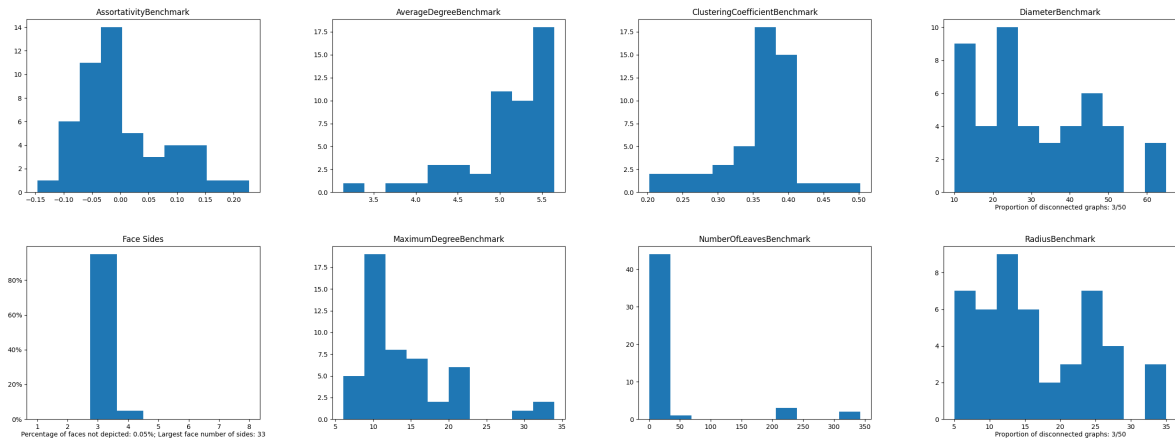 AssortativityBenchmark
14
12
10
8
6
4
2
0
−0.15 −0.10 −0.05 0.00 0.05 0.10 0.15 0.20
AverageDegreeBenchmark
17.5
15.0
12.5
10.0
7.5
5.0
2.5
0.0
3.5 4.0 4.5 5.0 5.5
ClusteringCoefficientBenchmark
17.5
15.0
12.5
10.0
7.5
5.0
2.5
0.0
0.20 0.25 0.30 0.35 0.40 0.45 0.50
DiameterBenchmark
10
8
6
4
2
0
10 20 30 40 50 60
Proportion of disconnected graphs: 3/50
Face Sides
80%
60%
40%
20%
0%
1 2 3 4 5 6 7 8
Percentage of faces not depicted: 0.05%; Largest face number of sides: 33
MaximumDegreeBenchmark
17.5
15.0
12.5
10.0
7.5
5.0
2.5
0.0
5 10 15 20 25 30 35
NumberOfLeavesBenchmark
40
30
20
10
0
0 50 100 150 200 250 300 350
RadiusBenchmark
8
6
4
2
0
5 10 15 20 25 30 35
Proportion of disconnected graphs: 3/50